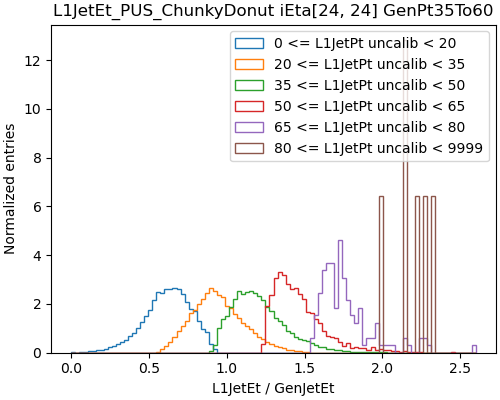 L1JetEt_PUS_ChunkyDonut iEta[24, 24] GenPt35To60
0 <= L1JetPt uncalib < 20
20 <= L1JetPt uncalib < 35
35 <= L1JetPt uncalib < 50
50 <= L1JetPt uncalib < 65
65 <= L1JetPt uncalib < 80
80 <= L1JetPt uncalib < 9999
Normalized entries
12
10
8
6
4
2
0
0.0 0.5 1.0 1.5 2.0 2.5
L1JetEt / GenJetEt